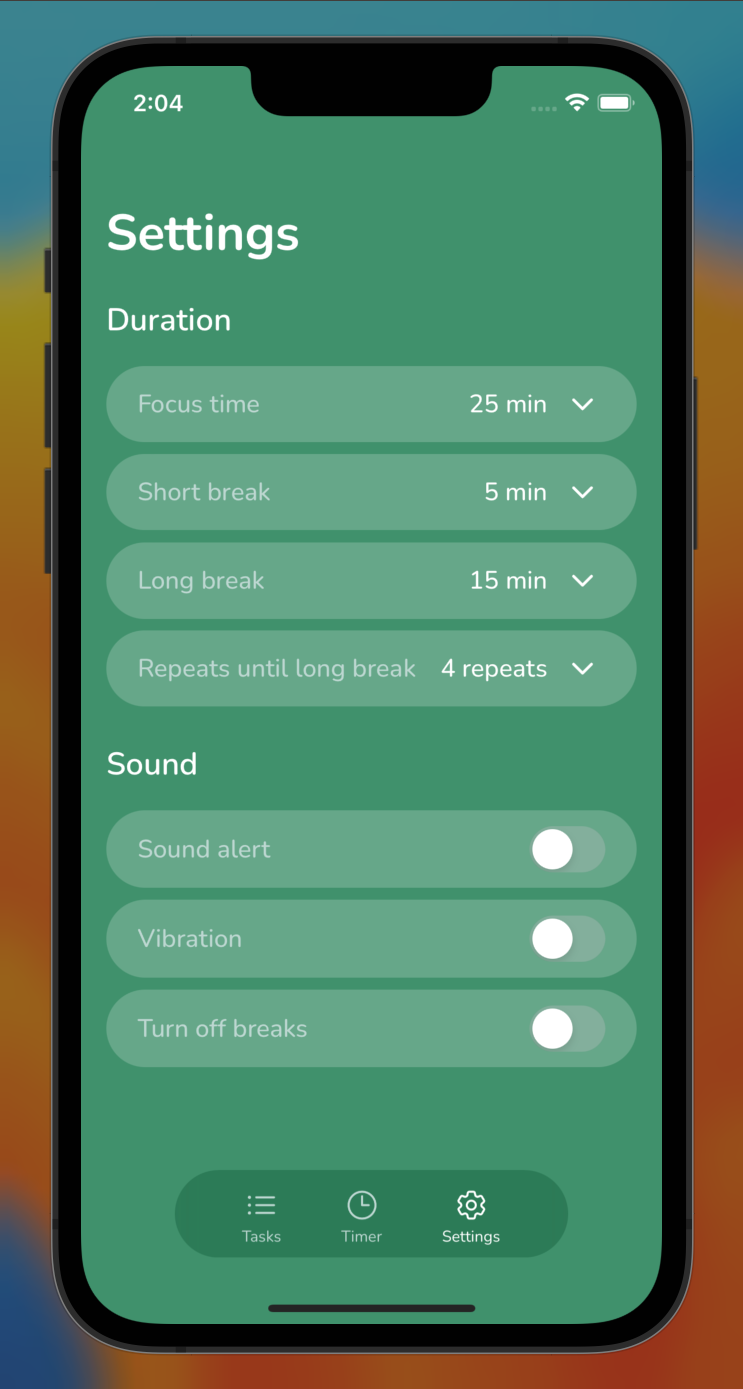 2:04
Settings
Duration
Focus time 25 min
Short break 5 min
Long break 15 min
Repeats until long break 4 repeats
Sound
Sound alert
Vibration
Turn off breaks
Tasks Timer Settings